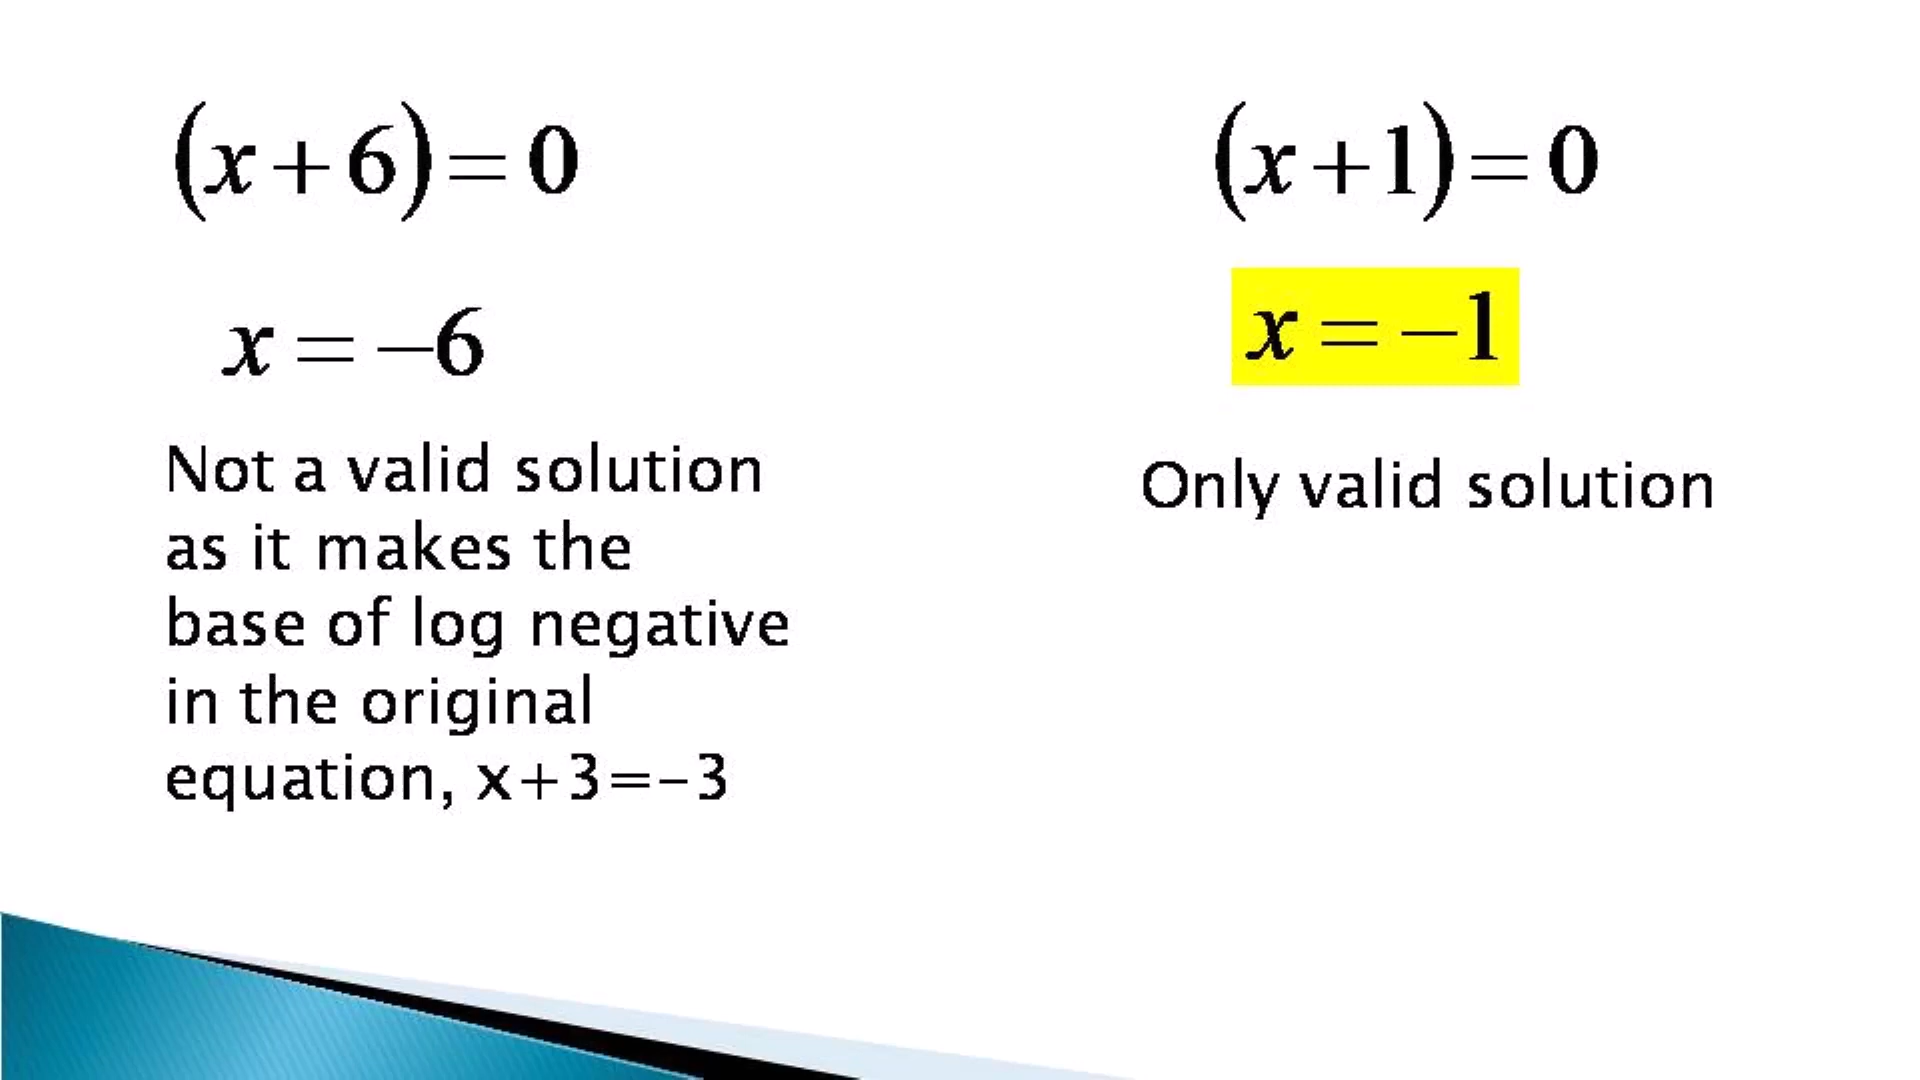 (x+6)=0
x=−6
Not a valid solution
as it makes the
base of log negative
in the original
equation, x+3=−3
(x+1)=0
x=−1
Only valid solution